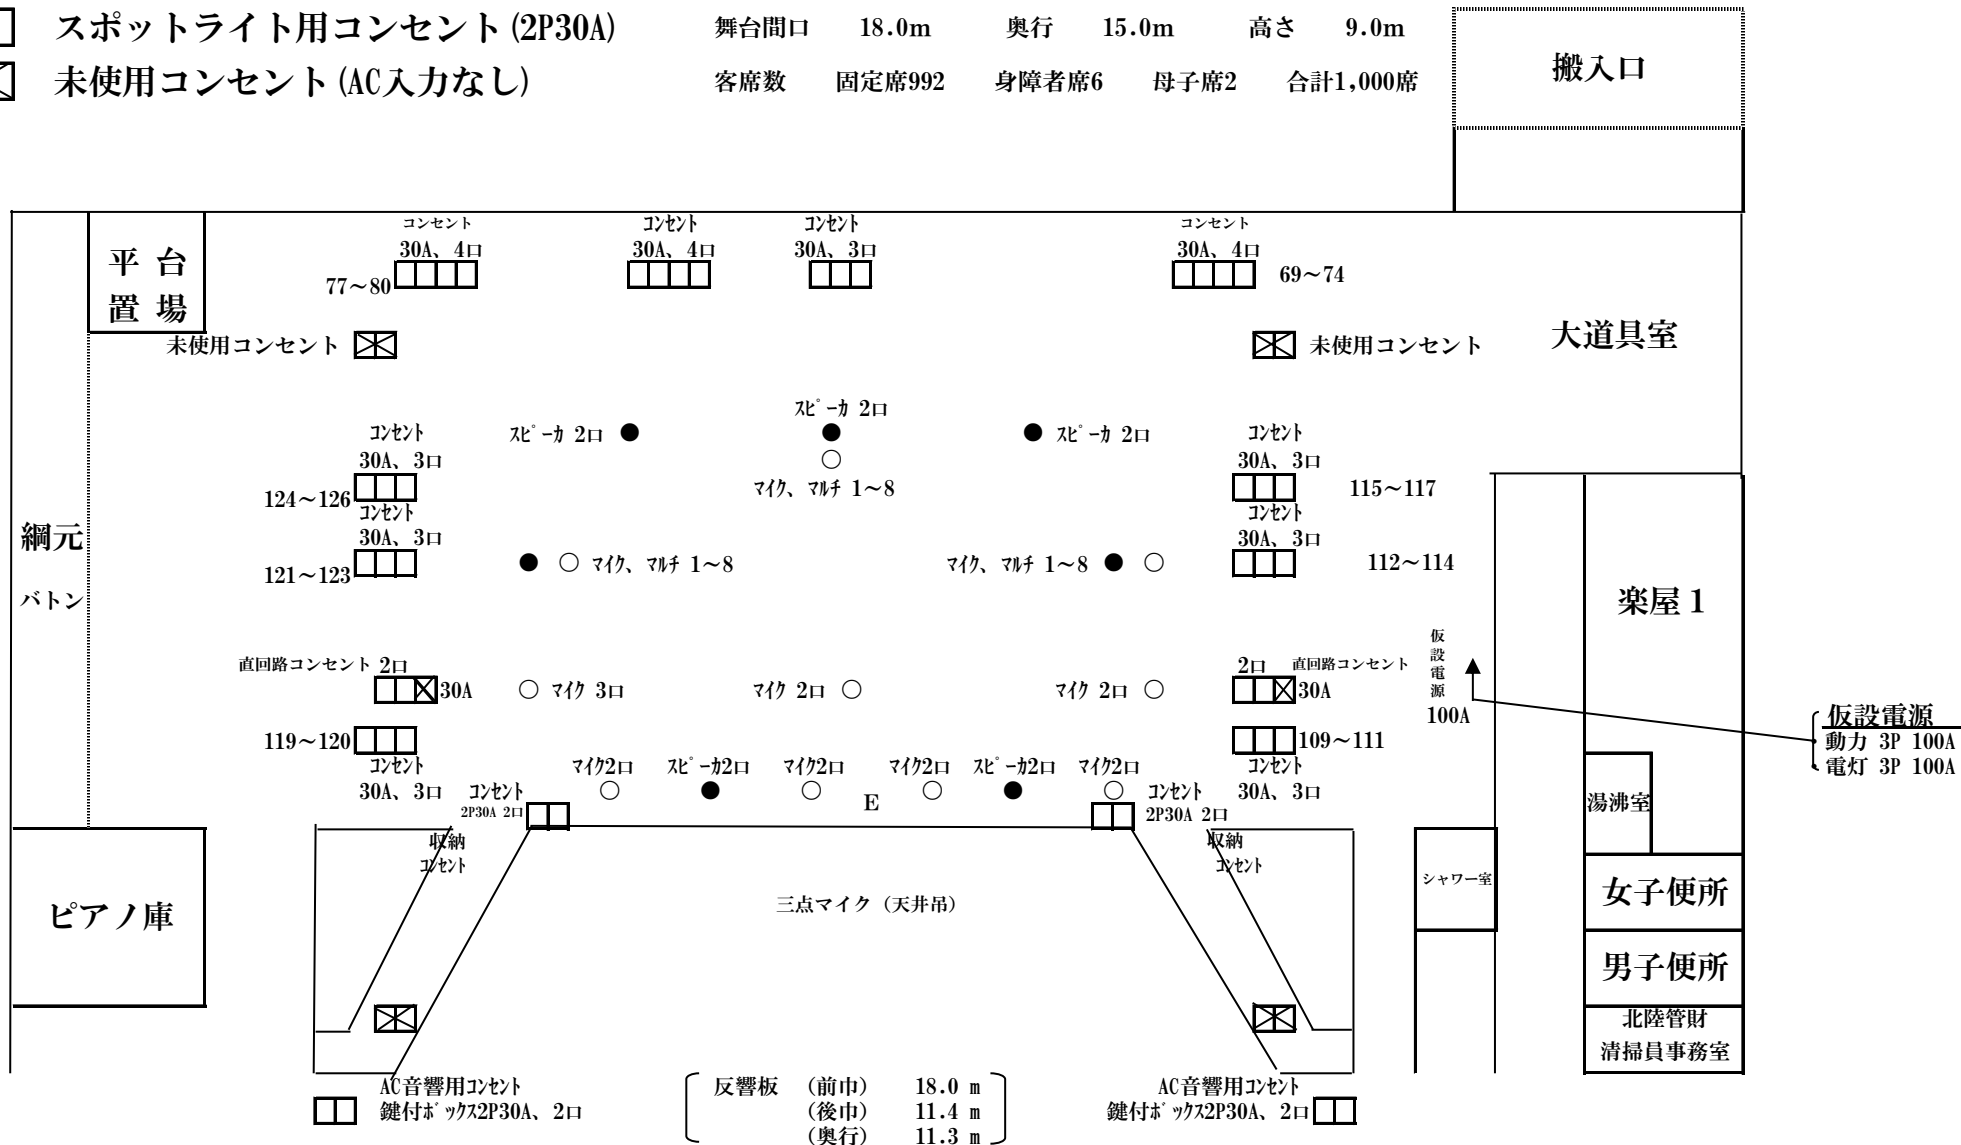 スポットライト用コンセント(2P30A)
舞台間口 18.0m 奥行 15.0m 高さ 9.0m
未使用コンセント(AC入力なし)
客席数 固定席992 身障者席6 母子席2 合計1,000席
搬入口
平台
置場
コンセント
30A、4口
77～80
コンセント
30A、4口
コンセント
30A、3口
コンセント
30A、4口
69～74
未使用コンセント
未使用コンセント
大道具室
スピーカ 2口
スピーカ 2口
スピーカ 2口
マイク、マルチ 1～8
コンセント
30A、3口
124～126
コンセント
30A、3口
121～123
コンセント
30A、3口
115～117
コンセント
30A、3口
112～114
綱元
バトン
マイク、マルチ 1～8
マイク、マルチ 1～8
楽屋1
直回路コンセント 2口
30A
マイク 3口
マイク 2口
マイク 2口
2口 直回路コンセント
30A
仮設電源
100A
仮設電源
動力 3P 100A
電灯 3P 100A
119～120
コンセント
30A、3口
109～111
コンセント
30A、3口
マイク2口
スピーカ2口
マイク2口
マイク2口
スピーカ2口
マイク2口
E
コンセント
2P30A 2口
コンセント
2P30A 2口
収納
コンセント
収納
コンセント
湯沸室
シャワー室
三点マイク（天井吊）
ピアノ庫
女子便所
男子便所
北陸管財
清掃員事務室
AC音響用コンセント
鍵付ボックス2P30A、2口
反響板 （前巾） 18.0 m
（後巾） 11.4 m
（奥行） 11.3 m
AC音響用コンセント
鍵付ボックス2P30A、2口